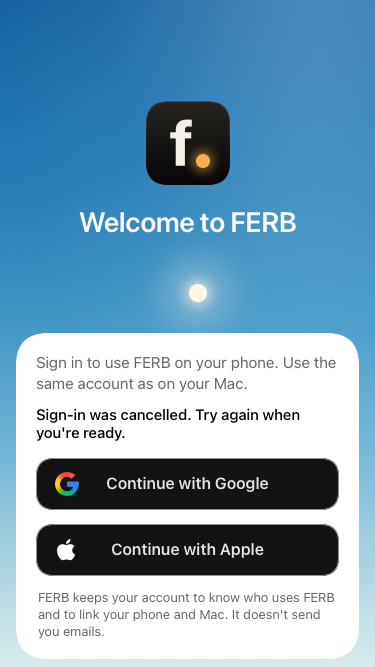 f.
Welcome to FERB
Sign in to use FERB on your phone. Use the
same account as on your Mac.
Sign-in was cancelled. Try again when
you're ready.
Continue with Google
Continue with Apple
FERB keeps your account to know who uses FERB
and to link your phone and Mac. It doesn't send
you emails.